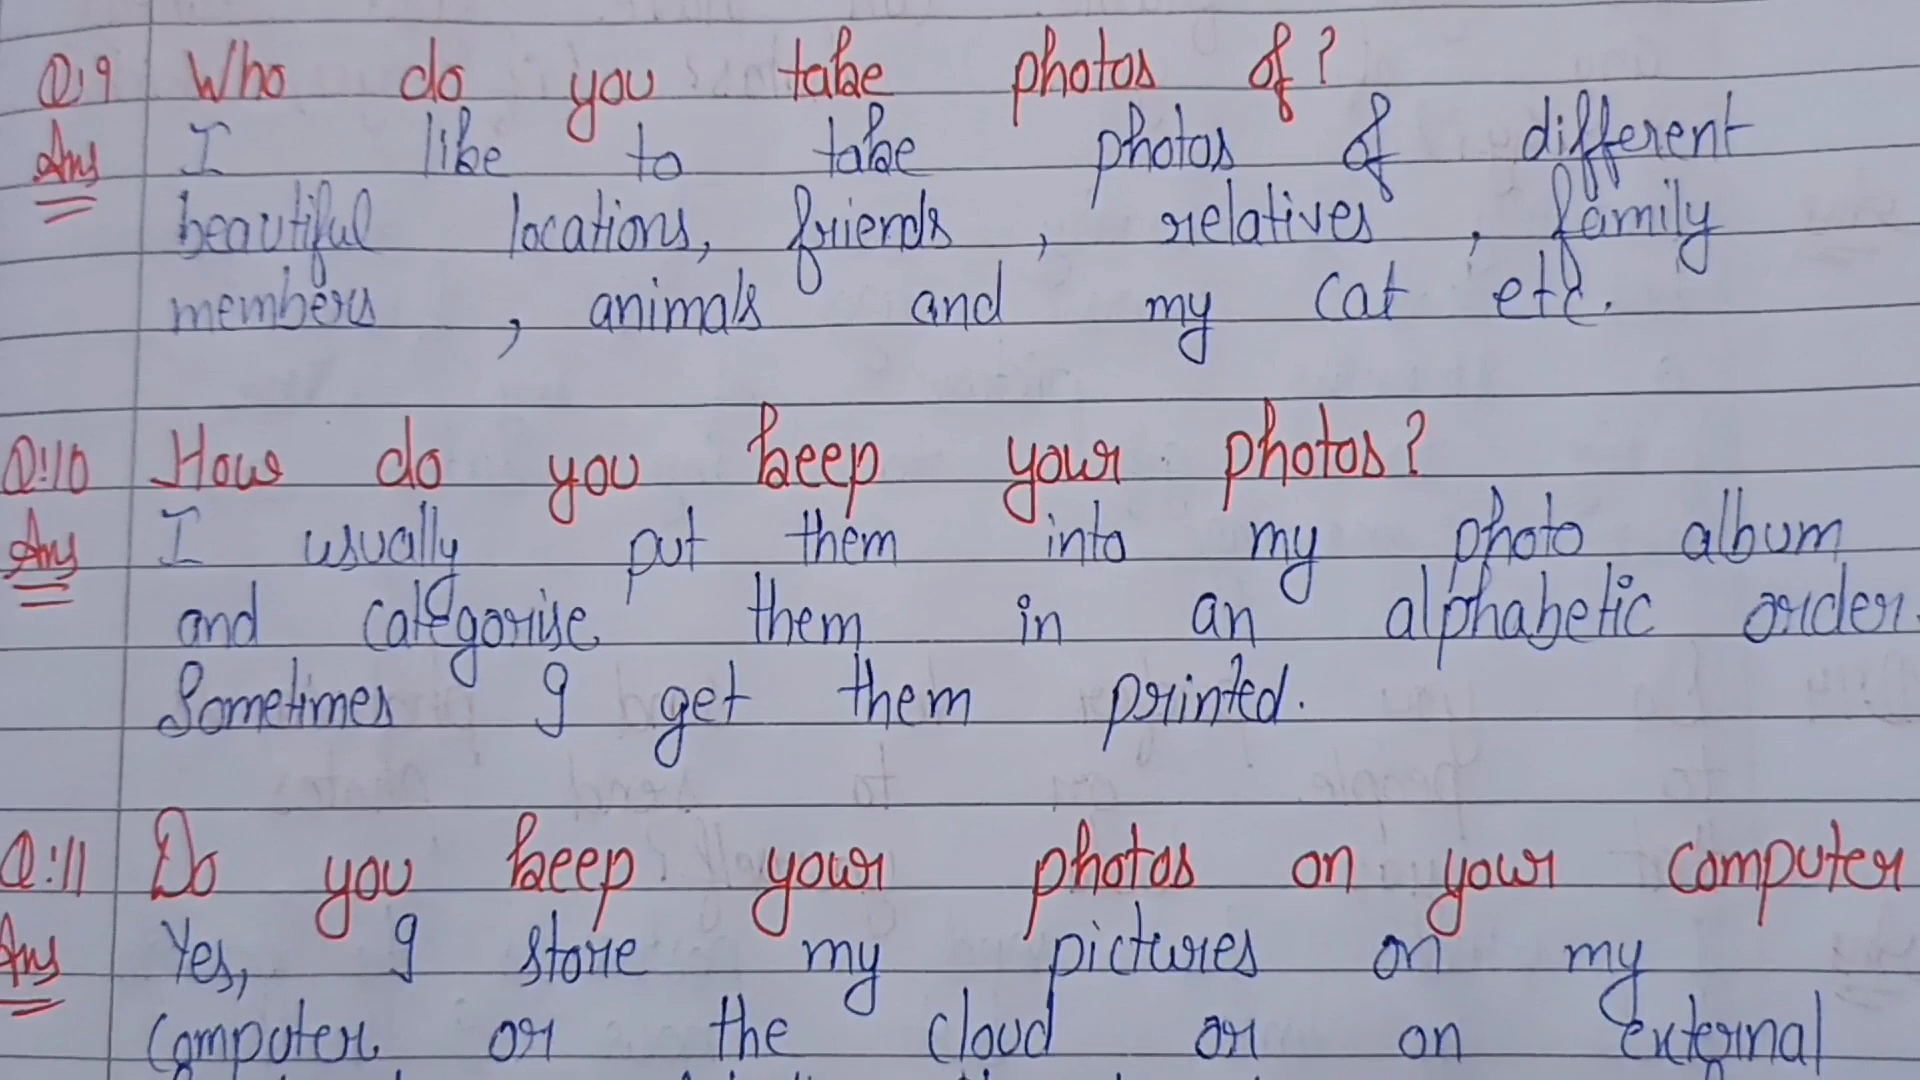 Q:9 Who do you take photos of?
Ans I like to take photos of different
beautiful locations, friends, relatives, family
members, animals and my cat etc.
Q:10 How do you keep your photos?
Ans I usually put them into my photo album
and categorise them in an alphabetic order.
Sometimes I get them printed.
Q:11 Do you keep your photos on your computer
Ans Yes, I store my pictures on my
computer or the cloud or on external